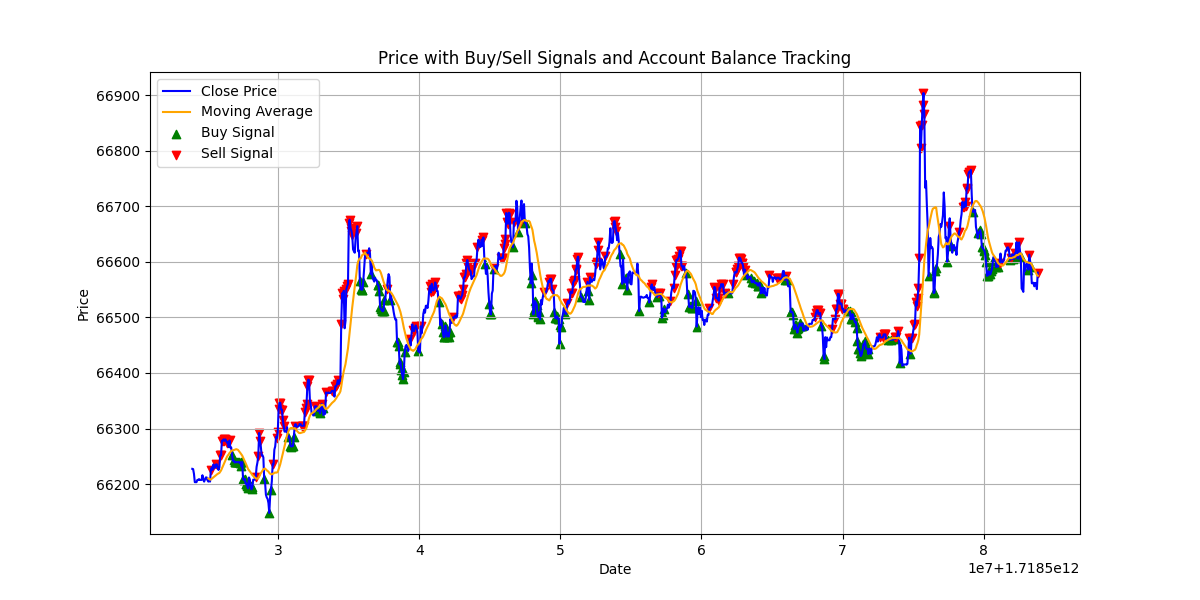 Price with Buy/Sell Signals and Account Balance Tracking
Close Price
Moving Average
Buy Signal
Sell Signal
66900
66800
66700
66600
66500
66400
66300
66200
Price
3 4 5 6 7 8
Date
1e7+1.7185e12